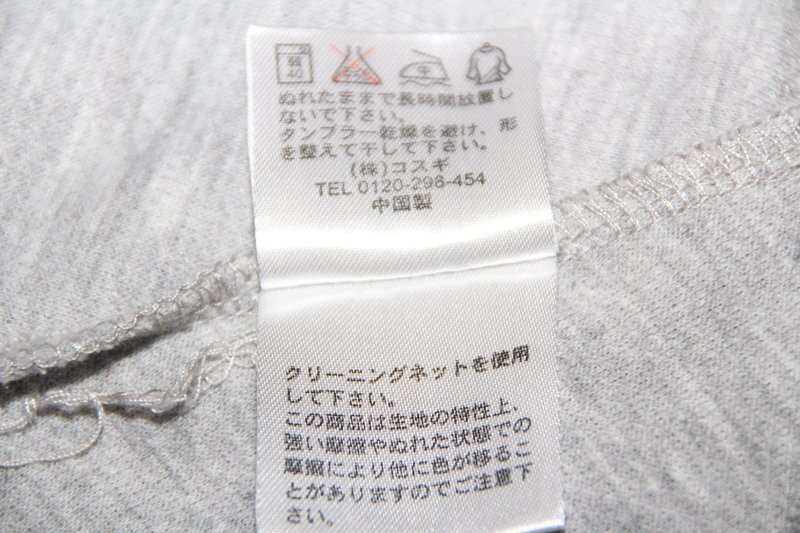 ぬれたままで長時間放置し
ないで下さい。
タンブラー乾燥を避け、形
を整えて干して下さい。
(株)コスギ
TEL 0120-298-454
中国製
クリーニングネットを使用
して下さい。
この商品は生地の特性上、
強い摩擦やぬれた状態での
摩擦により他に色が移るこ
とがありますのでご注意下
さい。